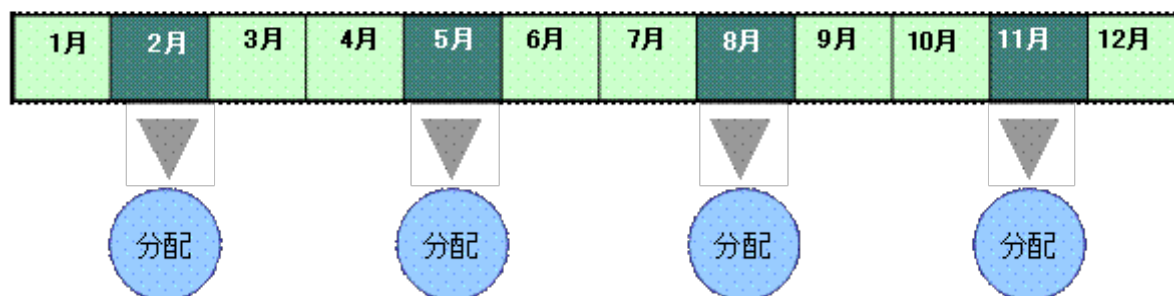 1月 2月 3月 4月 5月 6月 7月 8月 9月 10月 11月 12月
分配 分配 分配 分配